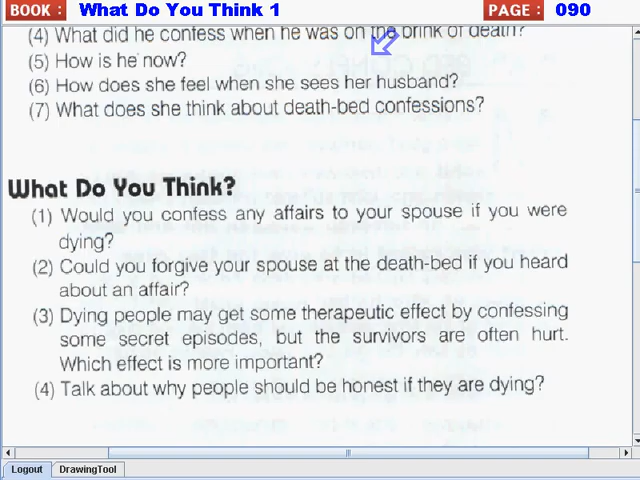 BOOK : What Do You Think 1 PAGE : 090
(4) What did he confess when he was on the brink of death?
(5) How is he now?
(6) How does she feel when she sees her husband?
(7) What does she think about death-bed confessions?
What Do You Think?
(1) Would you confess any affairs to your spouse if you were
dying?
(2) Could you forgive your spouse at the death-bed if you heard
about an affair?
(3) Dying people may get some therapeutic effect by confessing
some secret episodes, but the survivors are often hurt.
Which effect is more important?
(4) Talk about why people should be honest if they are dying?
Logout DrawingTool